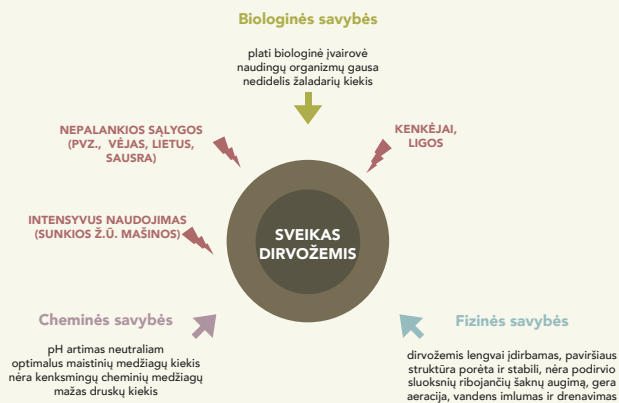 Biologinės savybės
plati biologinė įvairovė
naudingų organizmų gausa
nedidelis žaladarių kiekis
NEPALANKIOS SĄLYGOS
(PVZ., VĖJAS, LIETUS,
SAUSRA)
KENKĖJAI,
LIGOS
INTENSYVUS NAUDOJIMAS
(SUNKIOS Ž.Ū. MAŠINOS)
SVEIKAS
DIRVOŽEMIS
Cheminės savybės
pH artimas neutraliam
optimalus maistinių medžiagų kiekis
nėra kenksmingų cheminių medžiagų
mažas druskų kiekis
Fizinės savybės
dirvožemis lengvai įdirbamas, paviršiaus
struktūra porėta ir stabili, nėra podirvio
sluoksnių ribojančių šaknų augimą, gera
aeracija, vandens imlumas ir drenavimas